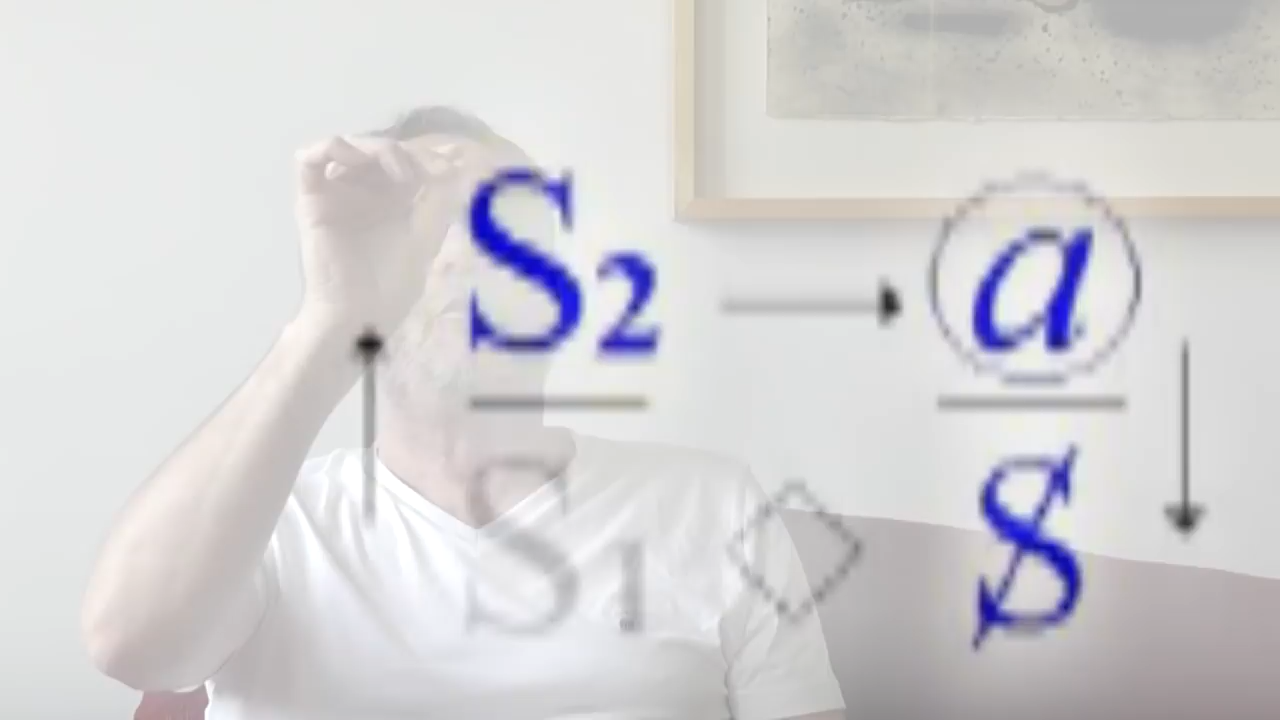 S₂ → a
S₁ ◇ $